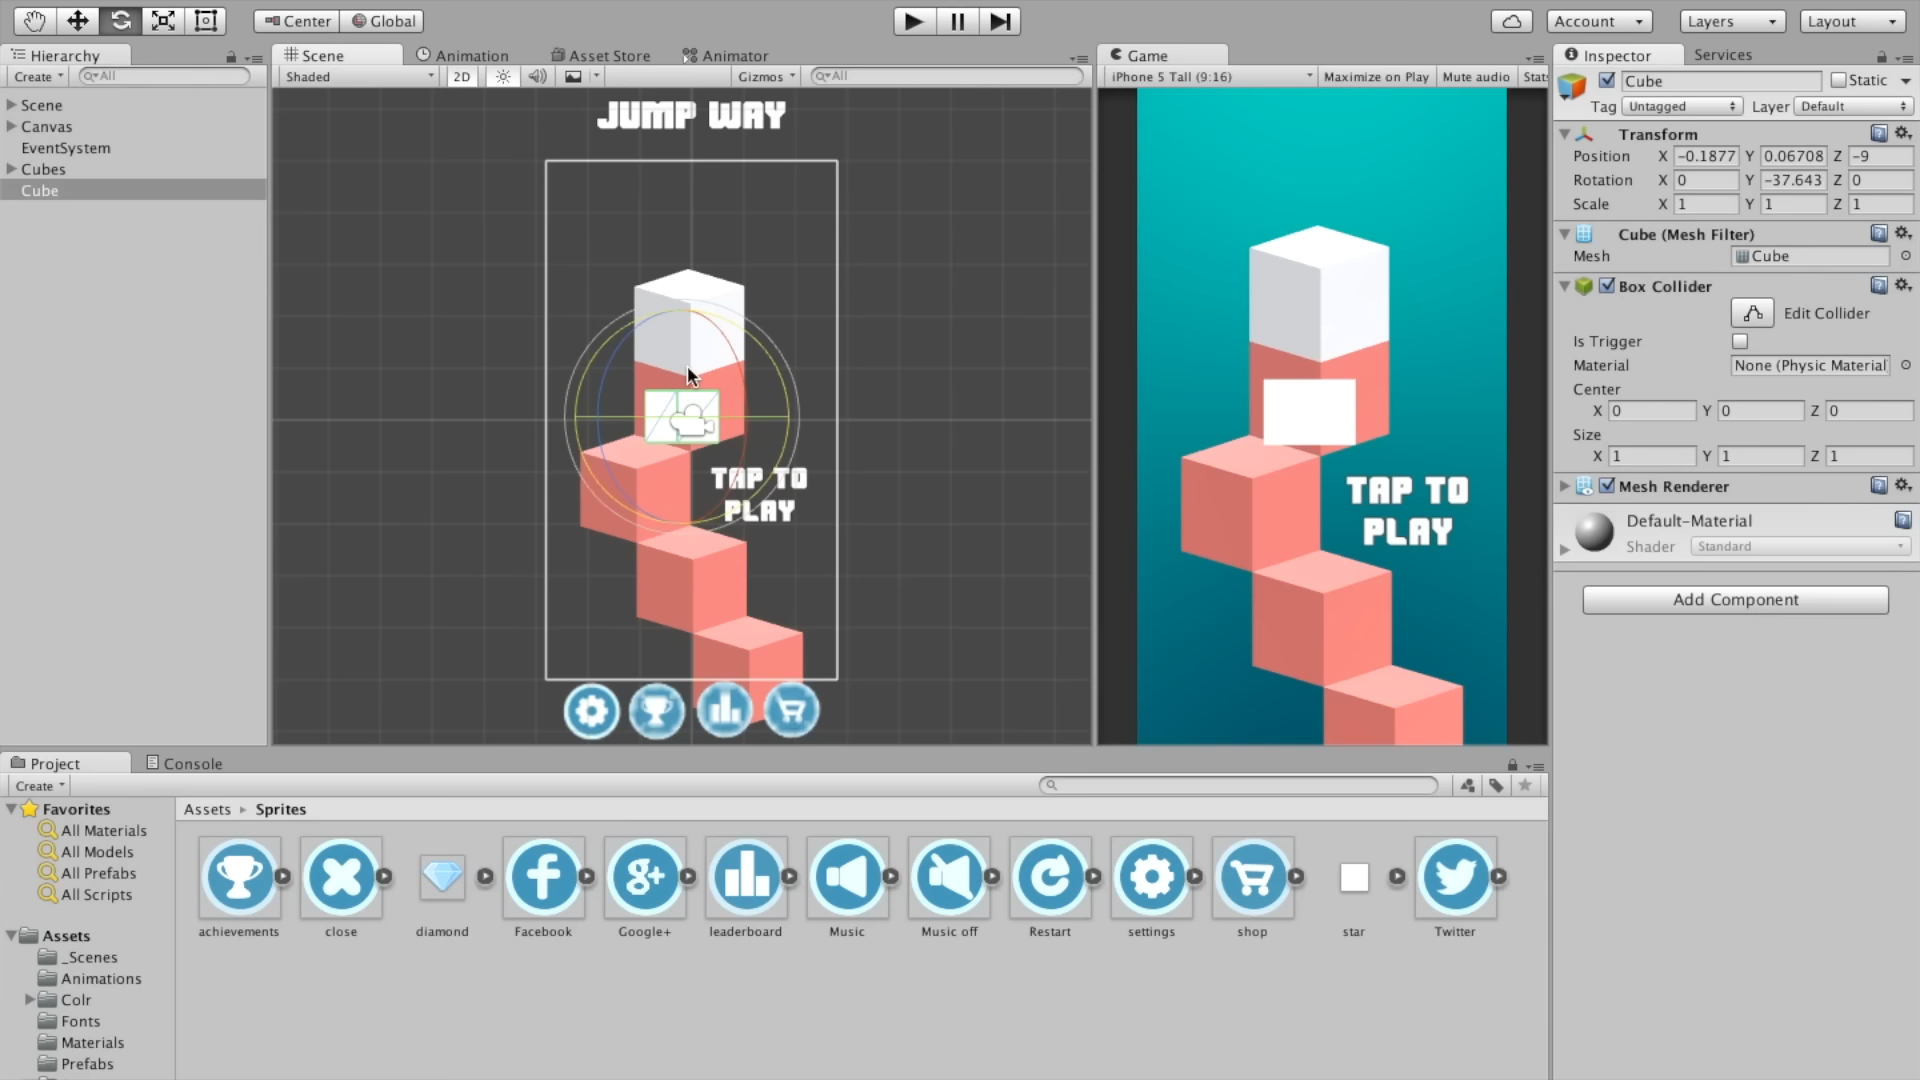 Center Global Account Layers Layout
Hierarchy Scene Animation Asset Store Animator Game Inspector Services
Create All Shaded 2D Gizmos All iPhone 5 Tall (9:16) Maximize on Play Mute audio Stats
Scene
Canvas
EventSystem
Cubes
Cube
JUMP WAY
TAP TO
PLAY
TAP TO
PLAY
Cube Static
Tag Untagged Layer Default
Transform
Position X -0.1877 Y 0.06708 Z -9
Rotation X 0 Y -37.643 Z 0
Scale X 1 Y 1 Z 1
Cube (Mesh Filter)
Mesh Cube
Box Collider
Edit Collider
Is Trigger
Material None (Physic Material)
Center
X 0 Y 0 Z 0
Size
X 1 Y 1 Z 1
Mesh Renderer
Default-Material
Shader Standard
Add Component
Project Console
Create
Favorites
All Materials
All Models
All Prefabs
All Scripts
Assets
_Scenes
Animations
Colr
Fonts
Materials
Prefabs
Assets Sprites
f g+
achievements close diamond Facebook Google+ leaderboard Music Music off Restart settings shop star Twitter